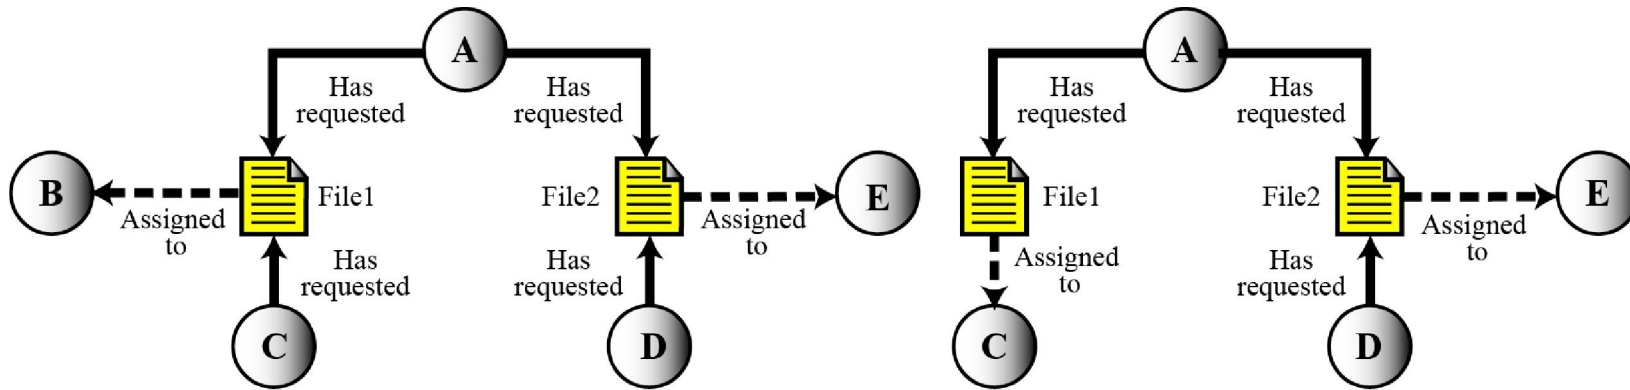 A
Has
requested
Has
requested
B
File1
File2
E
Assigned
to
Assigned
to
Has
requested
Has
requested
C
D
A
Has
requested
Has
requested
File1
File2
E
Assigned
to
Assigned
to
Has
requested
C
D